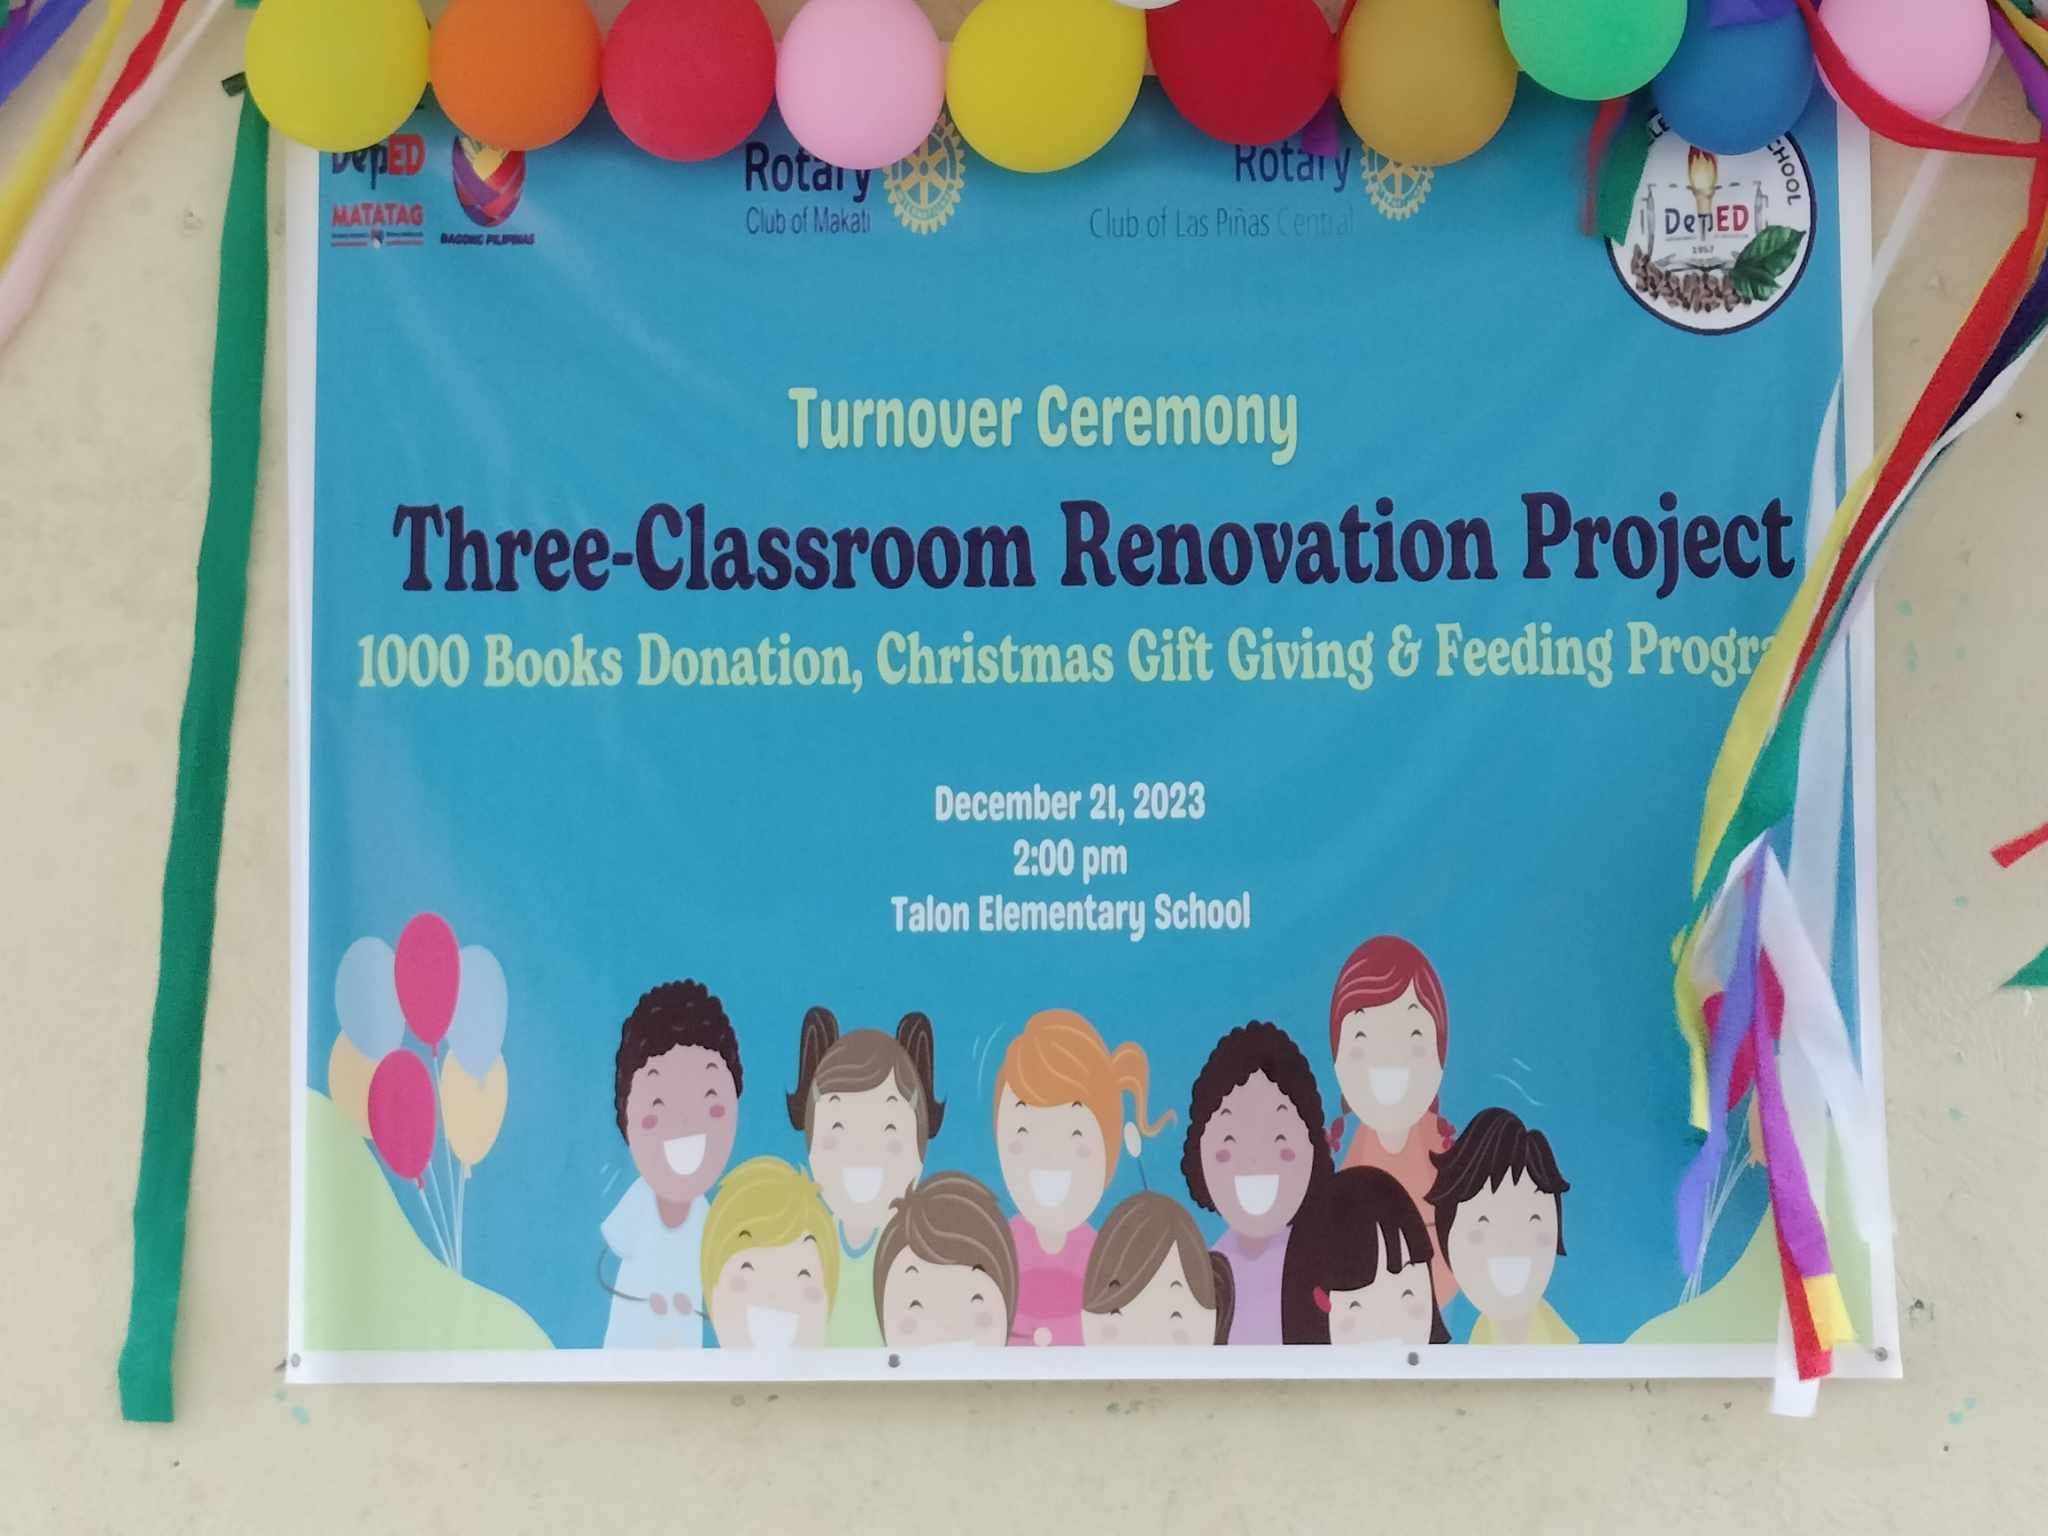 DepED
MATATAG
BAGONG PILIPINAS
Rotary
Club of Makati
Rotary
Club of Las Piñas Central
DepED
1957
Turnover Ceremony
Three-Classroom Renovation Project
1000 Books Donation, Christmas Gift Giving & Feeding
December 21, 2023
2:00 pm
Talon Elementary School